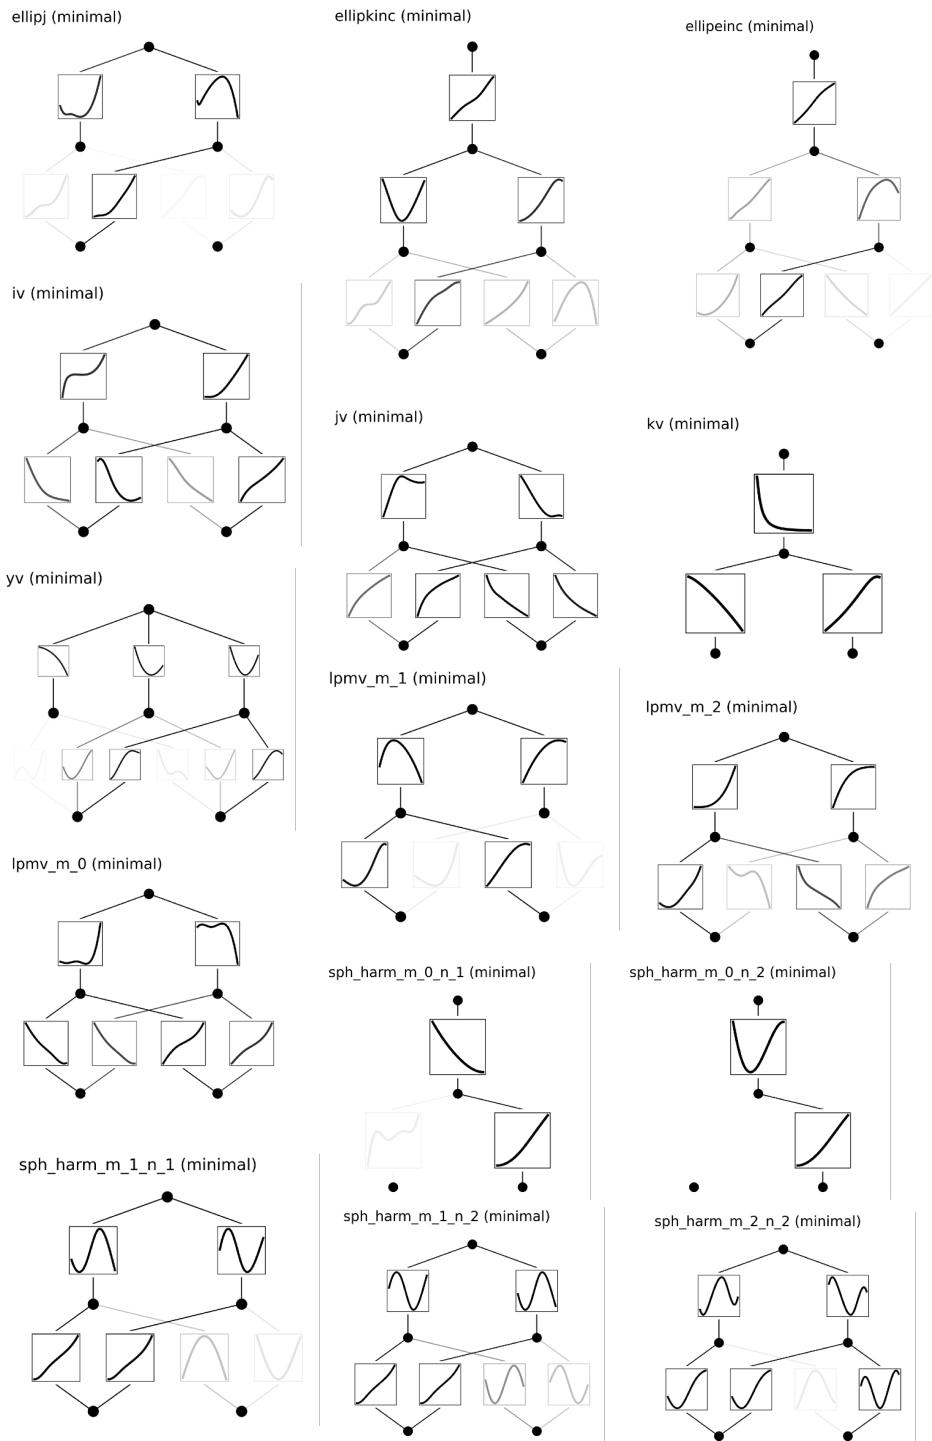 ellipj (minimal)
ellipkinc (minimal)
ellipeinc (minimal)
iv (minimal)
jv (minimal)
kv (minimal)
yv (minimal)
lpmv_m_1 (minimal)
lpmv_m_2 (minimal)
lpmv_m_0 (minimal)
sph_harm_m_0_n_1 (minimal)
sph_harm_m_0_n_2 (minimal)
sph_harm_m_1_n_1 (minimal)
sph_harm_m_1_n_2 (minimal)
sph_harm_m_2_n_2 (minimal)